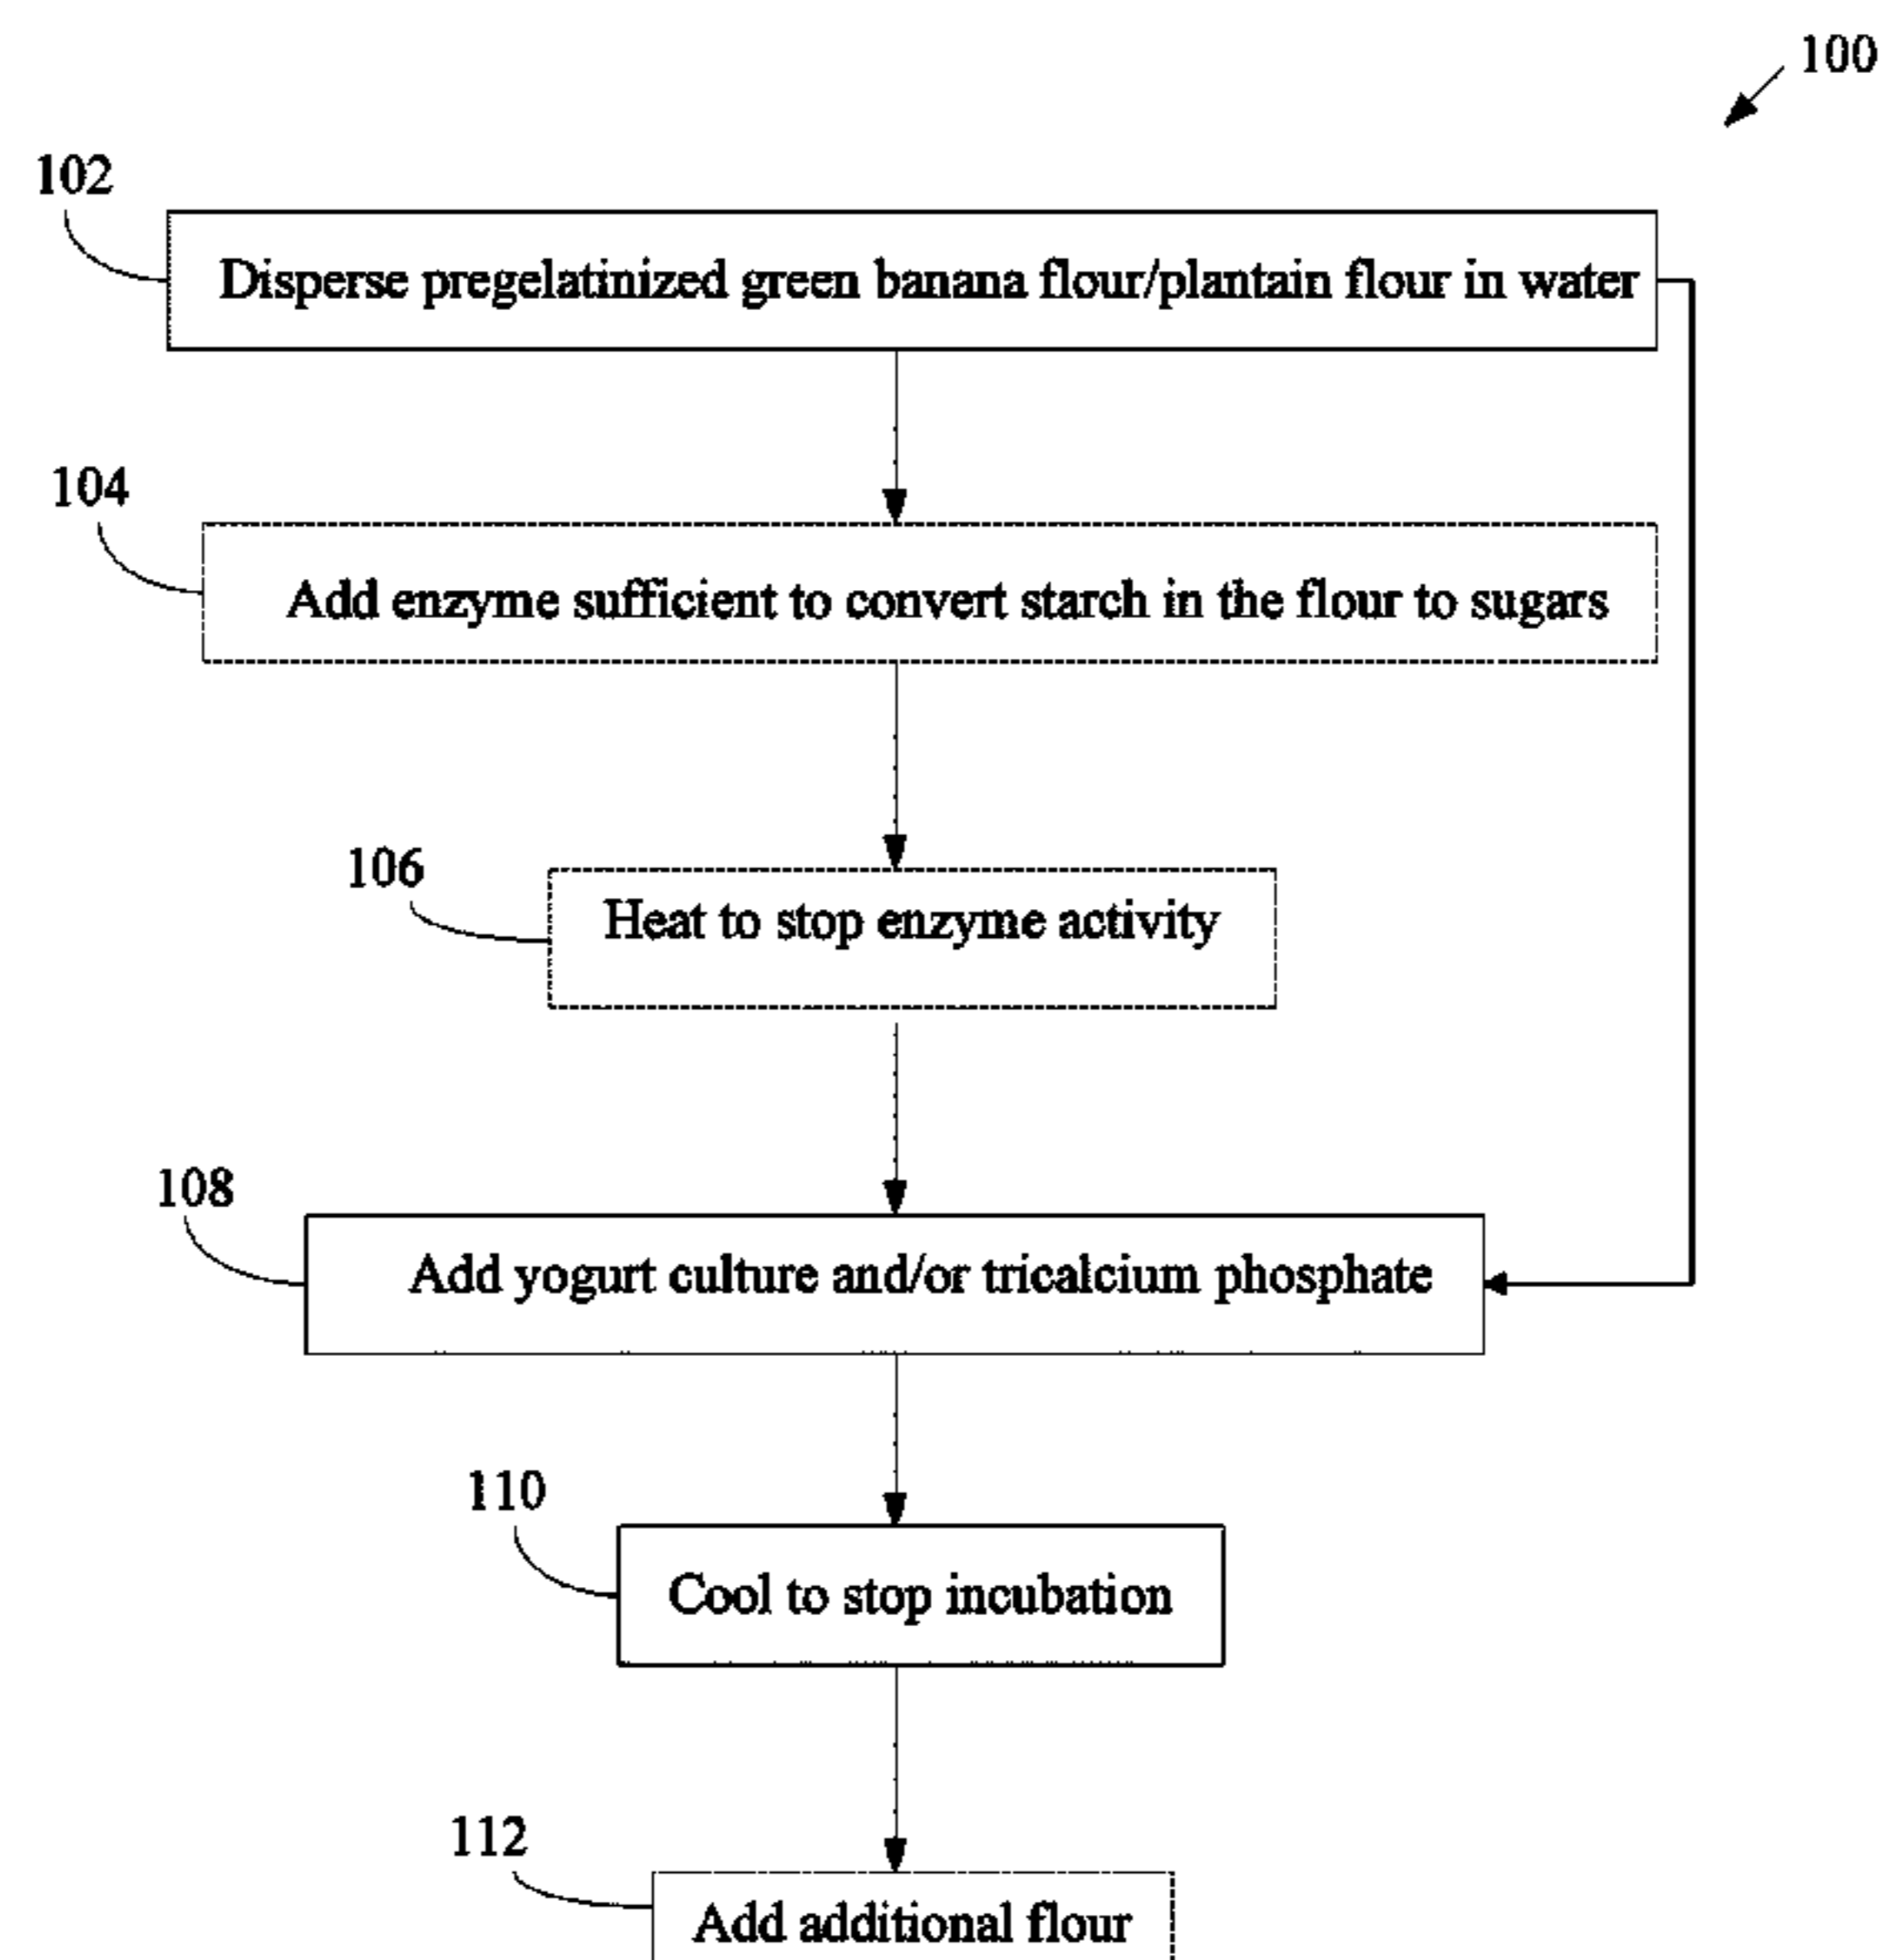 100
102
Disperse pregelatinized green banana flour/plantain flour in water
104
Add enzyme sufficient to convert starch in the flour to sugars
106
Heat to stop enzyme activity
108
Add yogurt culture and/or tricalcium phosphate
110
Cool to stop incubation
112
Add additional flour